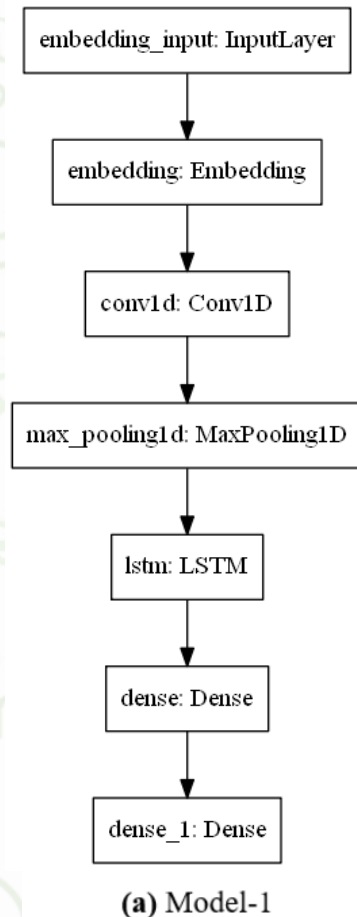 embedding_input: InputLayer
embedding: Embedding
conv1d: Conv1D
max_pooling1d: MaxPooling1D
lstm: LSTM
dense: Dense
dense_1: Dense
(a) Model-1